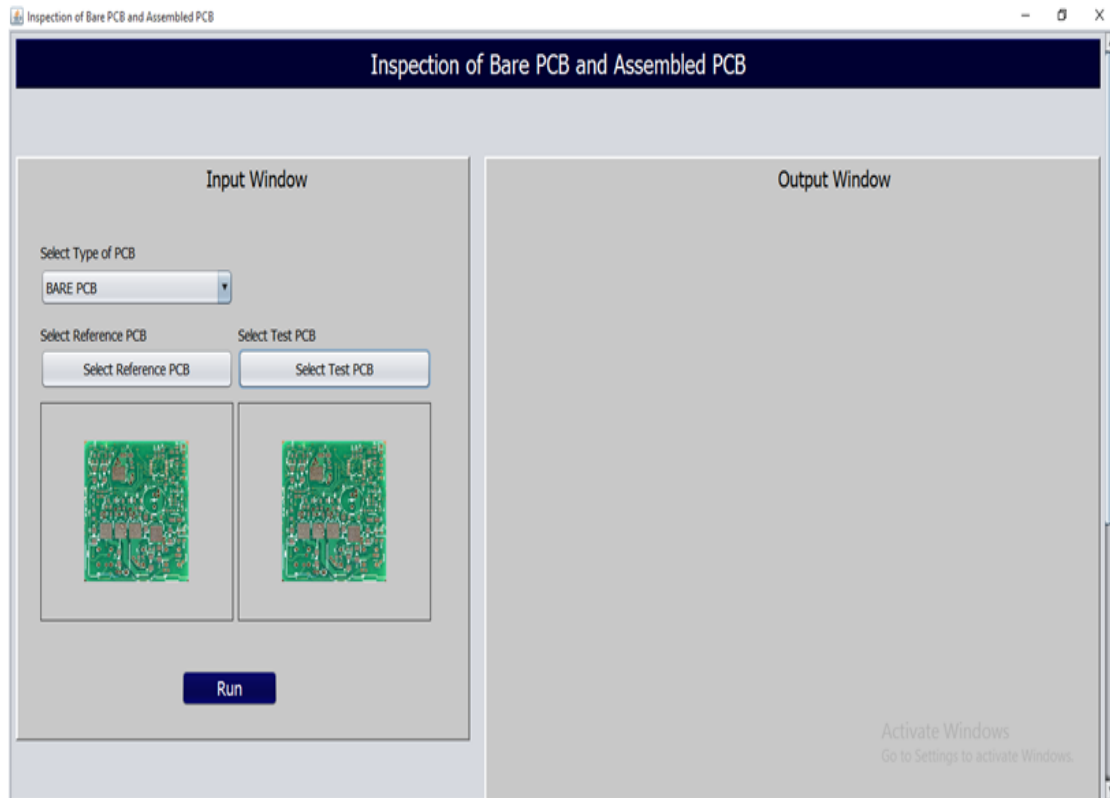 Inspection of Bare PCB and Assembled PCB
Inspection of Bare PCB and Assembled PCB
Input Window
Select Type of PCB
BARE PCB
Select Reference PCB
Select Test PCB
Select Reference PCB
Select Test PCB
Run
Output Window
Activate Windows
Go to Settings to activate Windows.